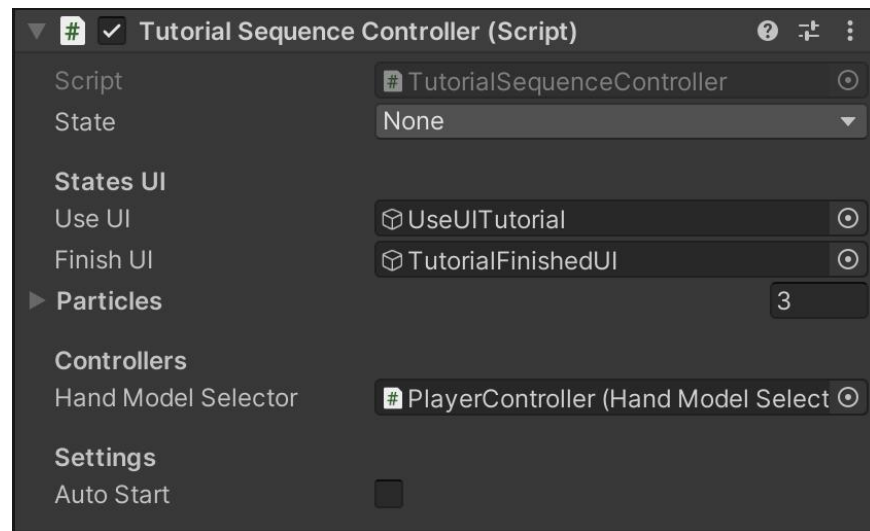 # Tutorial Sequence Controller (Script)
Script # TutorialSequenceController
State None
States UI
Use UI UseUITutorial
Finish UI TutorialFinishedUI
Particles 3
Controllers
Hand Model Selector # PlayerController (Hand Model Select
Settings
Auto Start